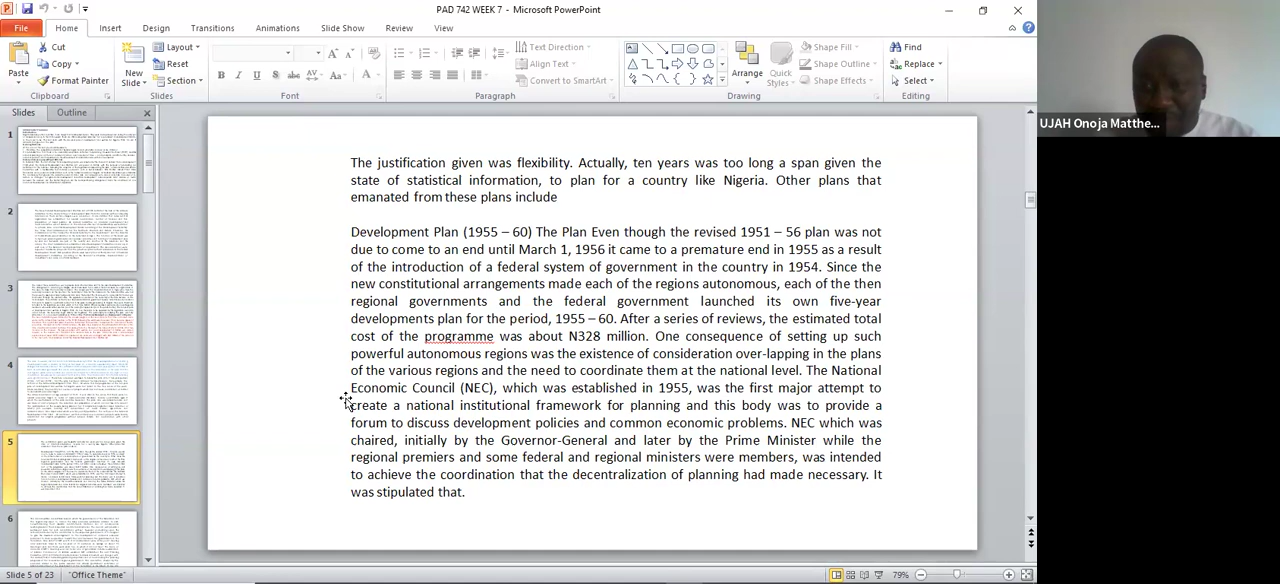 PAD 742 WEEK 7 - Microsoft PowerPoint
File Home Insert Design Transitions Animations Slide Show Review View
Paste Cut Copy Format Painter Clipboard
New Slide Layout Reset Section Slides
Font
Text Direction Align Text Convert to SmartArt Paragraph
Arrange Quick Styles Shape Fill Shape Outline Shape Effects Drawing
Find Replace Select Editing
Slides Outline
1
2
3
4
5
6
The justification here was flexibility. Actually, ten years was too long a span given the
state of statistical information, to plan for a country like Nigeria. Other plans that
emanated from these plans include
Development Plan (1955 – 60) The Plan Even though the revised 1951 – 56 plan was not
due to come to an end until March 1, 1956 it came to a premature end in 1955 as a result
of the introduction of a federal system of government in the country in 1954. Since the
new constitutional arrangement made each of the regions autonomous, each of the then
regional governments and the federal government launched its own five-year
developments plan for the period, 1955 – 60. After a series of reviews, the estimated total
cost of the programme was about N328 million. One consequence of setting up such
powerful autonomous regions was the existence of consideration overlapping in the plans
of the various regions and the need to coordinate them at the national level. The National
Economic Council (NEC), which was established in 1955, was the first major attempt to
create a national institutional framework for planning and this body was to provide a
forum to discuss development policies and common economic problems. NEC which was
chared, initially by the Governor-General and later by the Prime Minister while the
regional premiers and other federal and regional ministers were members was intended
to achieve the coordination, the decentralization of planning had made necessary. It
was stipulated that.
UJAH Onoja Matthe...
Slide 5 of 23 "Office Theme" 79%